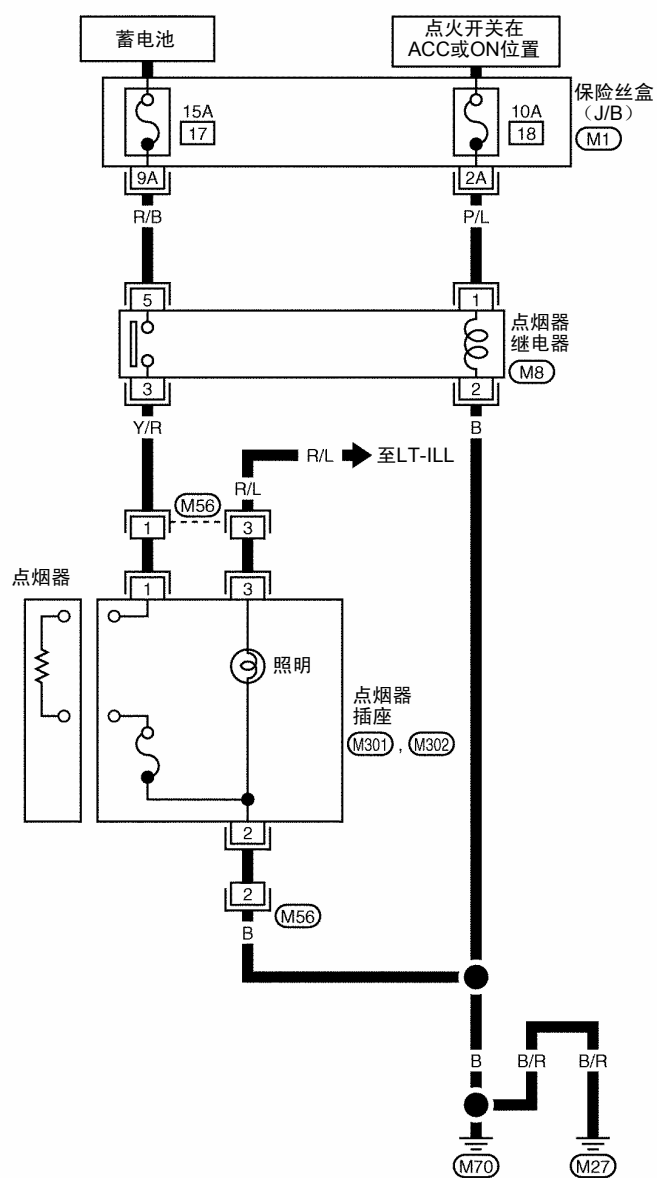 蓄电池
点火开关在
ACC或ON位置
保险丝盒
（J/B）
M1
15A
17
10A
18
9A
2A
R/B
P/L
5
1
点烟器
继电器
M8
3
2
Y/R
B
R/L
至LT-ILL
R/L
M56
1
3
点烟器
1
3
照明
点烟器
插座
M301 , M302
2
2
M56
B
B
B/R
B/R
M70
M27